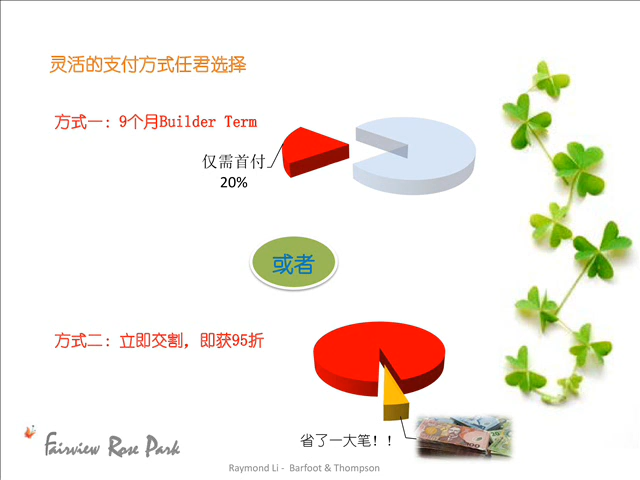 灵活的支付方式任君选择
方式一：9个月Builder Term
仅需首付
20%
或者
方式二：立即交割，即获95折
省了一大笔！！
Fairview Rose Park
Raymond Li - Barfoot & Thompson